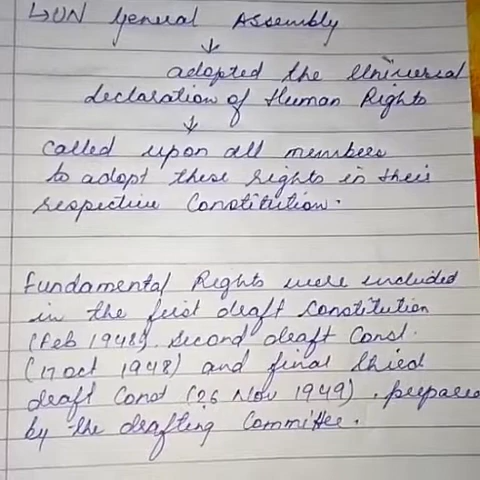 ↳UN General Assembly
↓
adopted the Universal
declaration of Human Rights
↓
called upon all members
to adopt these rights in their
respective Constitution.
Fundamental Rights were included
in the first draft Constitution
(Feb 1948), second draft Const.
(17 Oct 1948) and final third
draft Const (26 Nov 1949), prepared
by the drafting Committee.